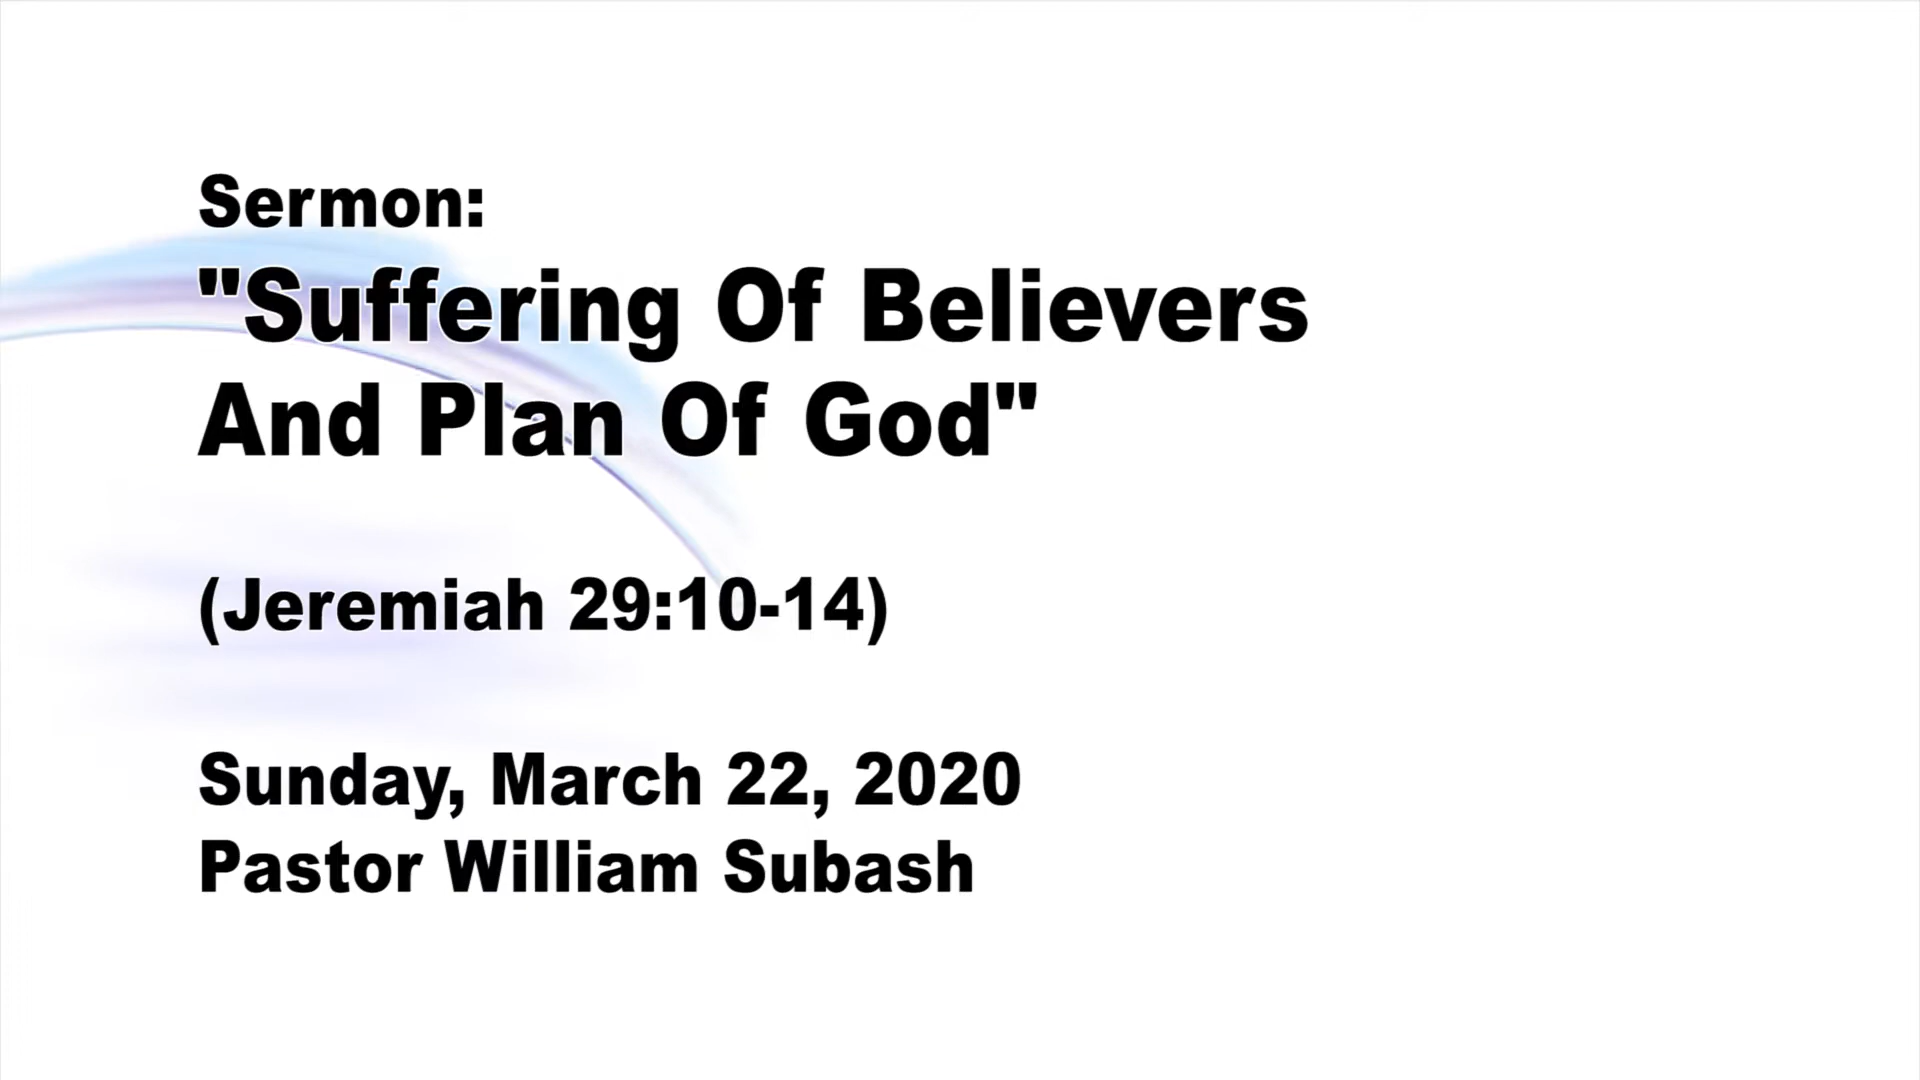 Sermon:
"Suffering Of Believers
And Plan Of God"
(Jeremiah 29:10-14)
Sunday, March 22, 2020
Pastor William Subash